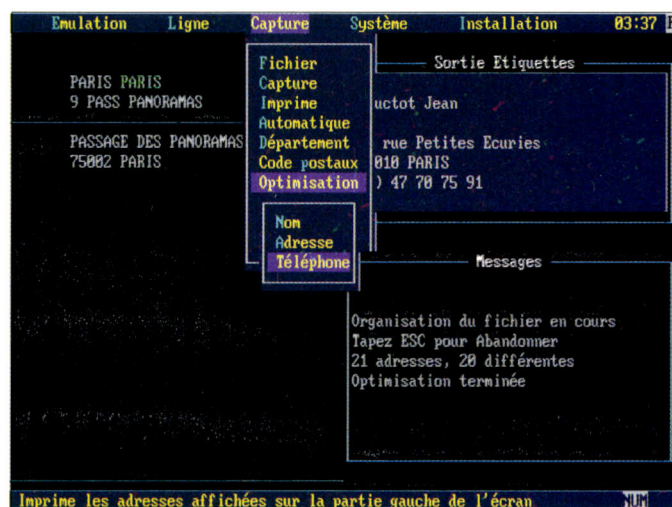 Emulation Ligne Capture Système Installation 03:37
PARIS PARIS
9 PASS PANORAMAS
PASSAGE DES PANORAMAS
75002 PARIS
Fichier
Capture
Imprime
Automatique
Département
Code postaux
Optimisation
Nom
Adresse
Téléphone
Sortie Etiquettes
uctot Jean
rue Petites Ecuries
010 PARIS
) 47 70 75 91
Messages
Organisation du fichier en cours
Tapez ESC pour Abandonner
21 adresses, 20 différentes
Optimisation terminée
Imprime les adresses affichées sur la partie gauche de l'écran NUM